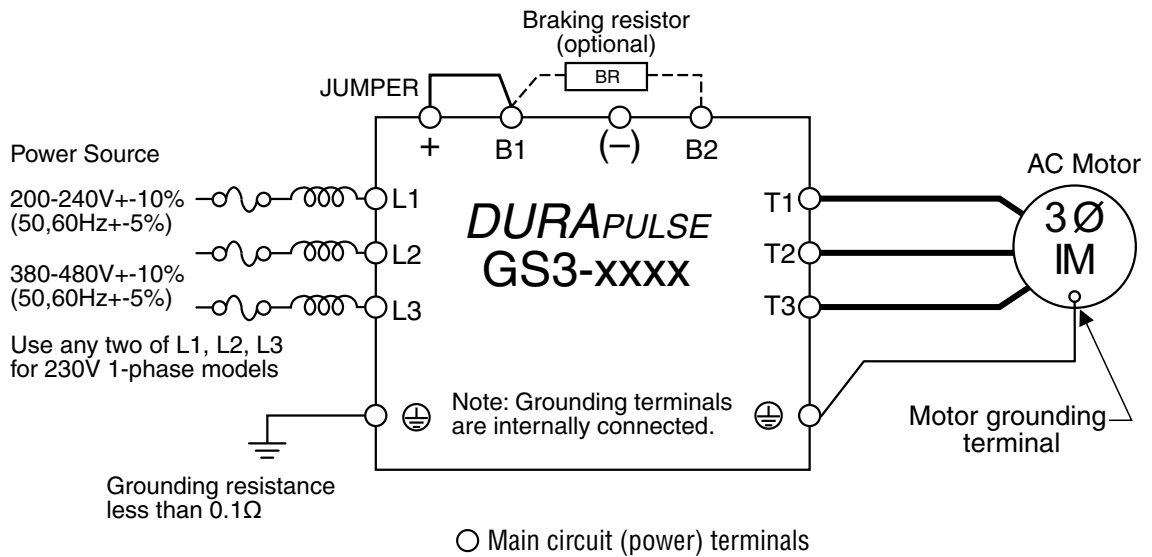 Braking resistor
(optional)
BR
JUMPER
+
B1
(–)
B2
Power Source
200-240V+-10%
(50,60Hz+-5%)
380-480V+-10%
(50,60Hz+-5%)
Use any two of L1, L2, L3
for 230V 1-phase models
L1
L2
L3
DURAPULSE
GS3-xxxx
T1
T2
T3
AC Motor
3Ø
IM
Note: Grounding terminals
are internally connected.
Motor grounding
terminal
Grounding resistance
less than 0.1Ω
Main circuit (power) terminals